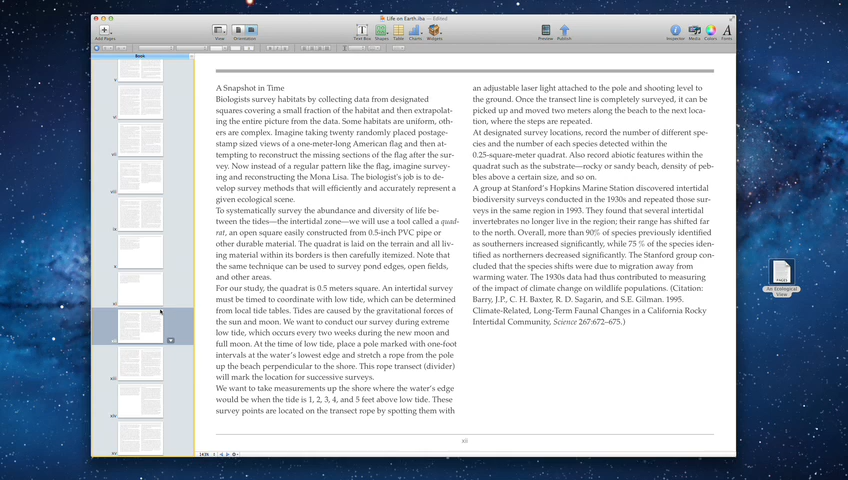 Life on Earth.iba — Edited
Add Pages
View
Orientation
Text Box
Shapes
Table
Charts
Widgets
Preview
Publish
Inspector
Media
Colors
Fonts
Book
A Snapshot in Time
Biologists survey habitats by collecting data from designated
squares covering a small fraction of the habitat and then extrapolat-
ing the entire picture from the data. Some habitats are uniform, oth-
ers are complex. Imagine taking twenty randomly placed postage-
stamp sized views of a one-meter-long American flag and then at-
tempting to reconstruct the missing sections of the flag after the sur-
vey. Now instead of a regular pattern like the flag, imagine survey-
ing and reconstructing the Mona Lisa. The biologist's job is to de-
velop survey methods that will efficiently and accurately represent a
given ecological scene.
To systematically survey the abundance and diversity of life be-
tween the tides—the intertidal zone—we will use a tool called a quad-
rat, an open square easily constructed from 0.5-inch PVC pipe or
other durable material. The quadrat is laid on the terrain and all liv-
ing material within its borders is then carefully itemized. Note that
the same technique can be used to survey pond edges, open fields,
and other areas.
For our study, the quadrat is 0.5 meters square. An intertidal survey
must be timed to coordinate with low tide, which can be determined
from local tide tables. Tides are caused by the gravitational forces of
the sun and moon. We want to conduct our survey during extreme
low tide, which occurs every two weeks during the new moon and
full moon. At the time of low tide, place a pole marked with one-foot
intervals at the water's lowest edge and stretch a rope from the pole
up the beach perpendicular to the shore. This rope transect (divider)
will mark the location for successive surveys.
We want to take measurements up the shore where the water's edge
would be when the tide is 1, 2, 3, 4, and 5 feet above low tide. These
survey points are located on the transect rope by spotting them with
an adjustable laser light attached to the pole and shooting level to
the ground. Once the transect line is completely surveyed, it can be
picked up and moved two meters along the beach to the next loca-
tion, where the steps are repeated.
At designated survey locations, record the number of different spe-
cies and the number of each species detected within the
0.25-square-meter quadrat. Also record abiotic features within the
quadrat such as the substrate—rocky or sandy beach, density of peb-
bles above a certain size, and so on.
A group at Stanford's Hopkins Marine Station discovered intertidal
biodiversity surveys conducted in the 1930s and repeated those sur-
veys in the same region in 1993. They found that several intertidal
invertebrates no longer live in the region; their range has shifted far
to the north. Overall, more than 90% of species previously identified
as southerners increased significantly, while 75 % of the species iden-
tified as northerners decreased significantly. The Stanford group con-
cluded that the species shifts were due to migration away from
warming water. The 1930s data had thus contributed to measuring
of the impact of climate change on wildlife populations. (Citation:
Barry, J.P., C. H. Baxter, R. D. Sagarin, and S.E. Gilman. 1995.
Climate-Related, Long-Term Faunal Changes in a California Rocky
Intertidal Community, Science 267:672–675.)
xii
PAGES
An Ecological
View